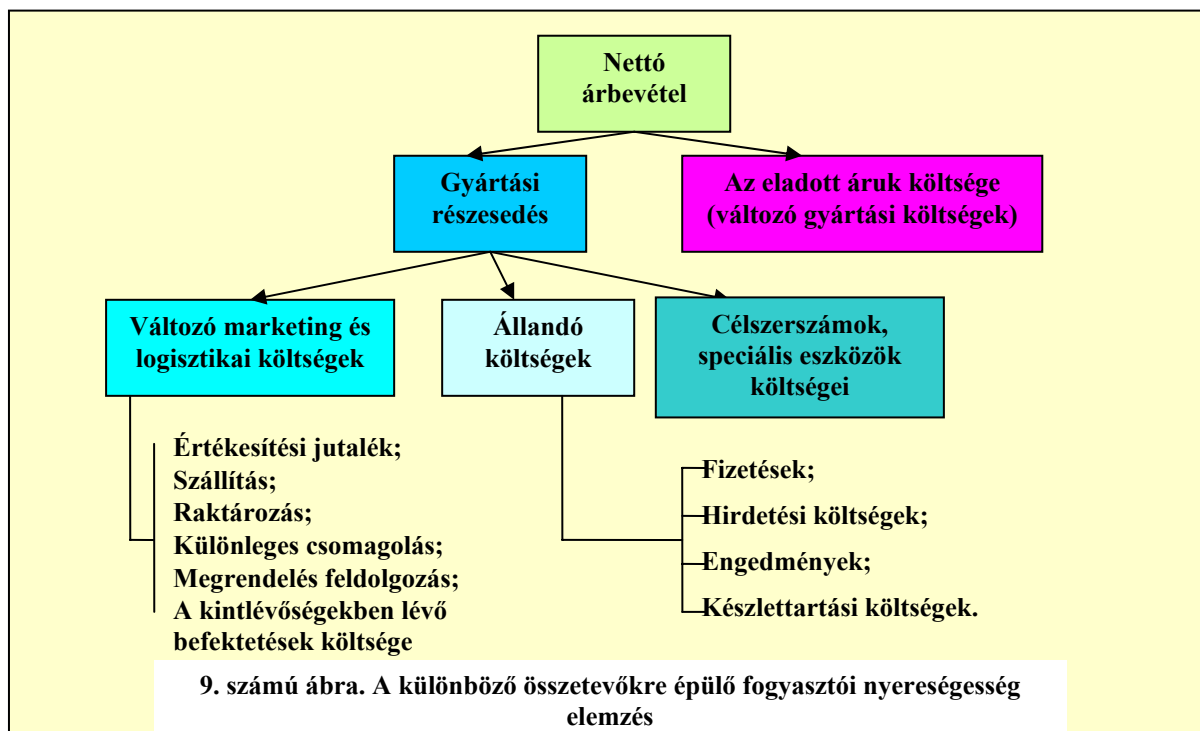 Nettó
árbevétel
Gyártási
részesedés
Az eladott áruk költsége
(változó gyártási költségek)
Változó marketing és
logisztikai költségek
Állandó
költségek
Célszerszámok,
speciális eszközök
költségei
Értékesítési jutalék;
Szállítás;
Raktározás;
Különleges csomagolás;
Megrendelés feldolgozás;
A kintlévőségekben lévő
befektetések költsége
Fizetések;
Hirdetési költségek;
Engedmények;
Készlettartási költségek.
9. számú ábra. A különböző összetevőkre épülő fogyasztói nyereségesség
elemzés